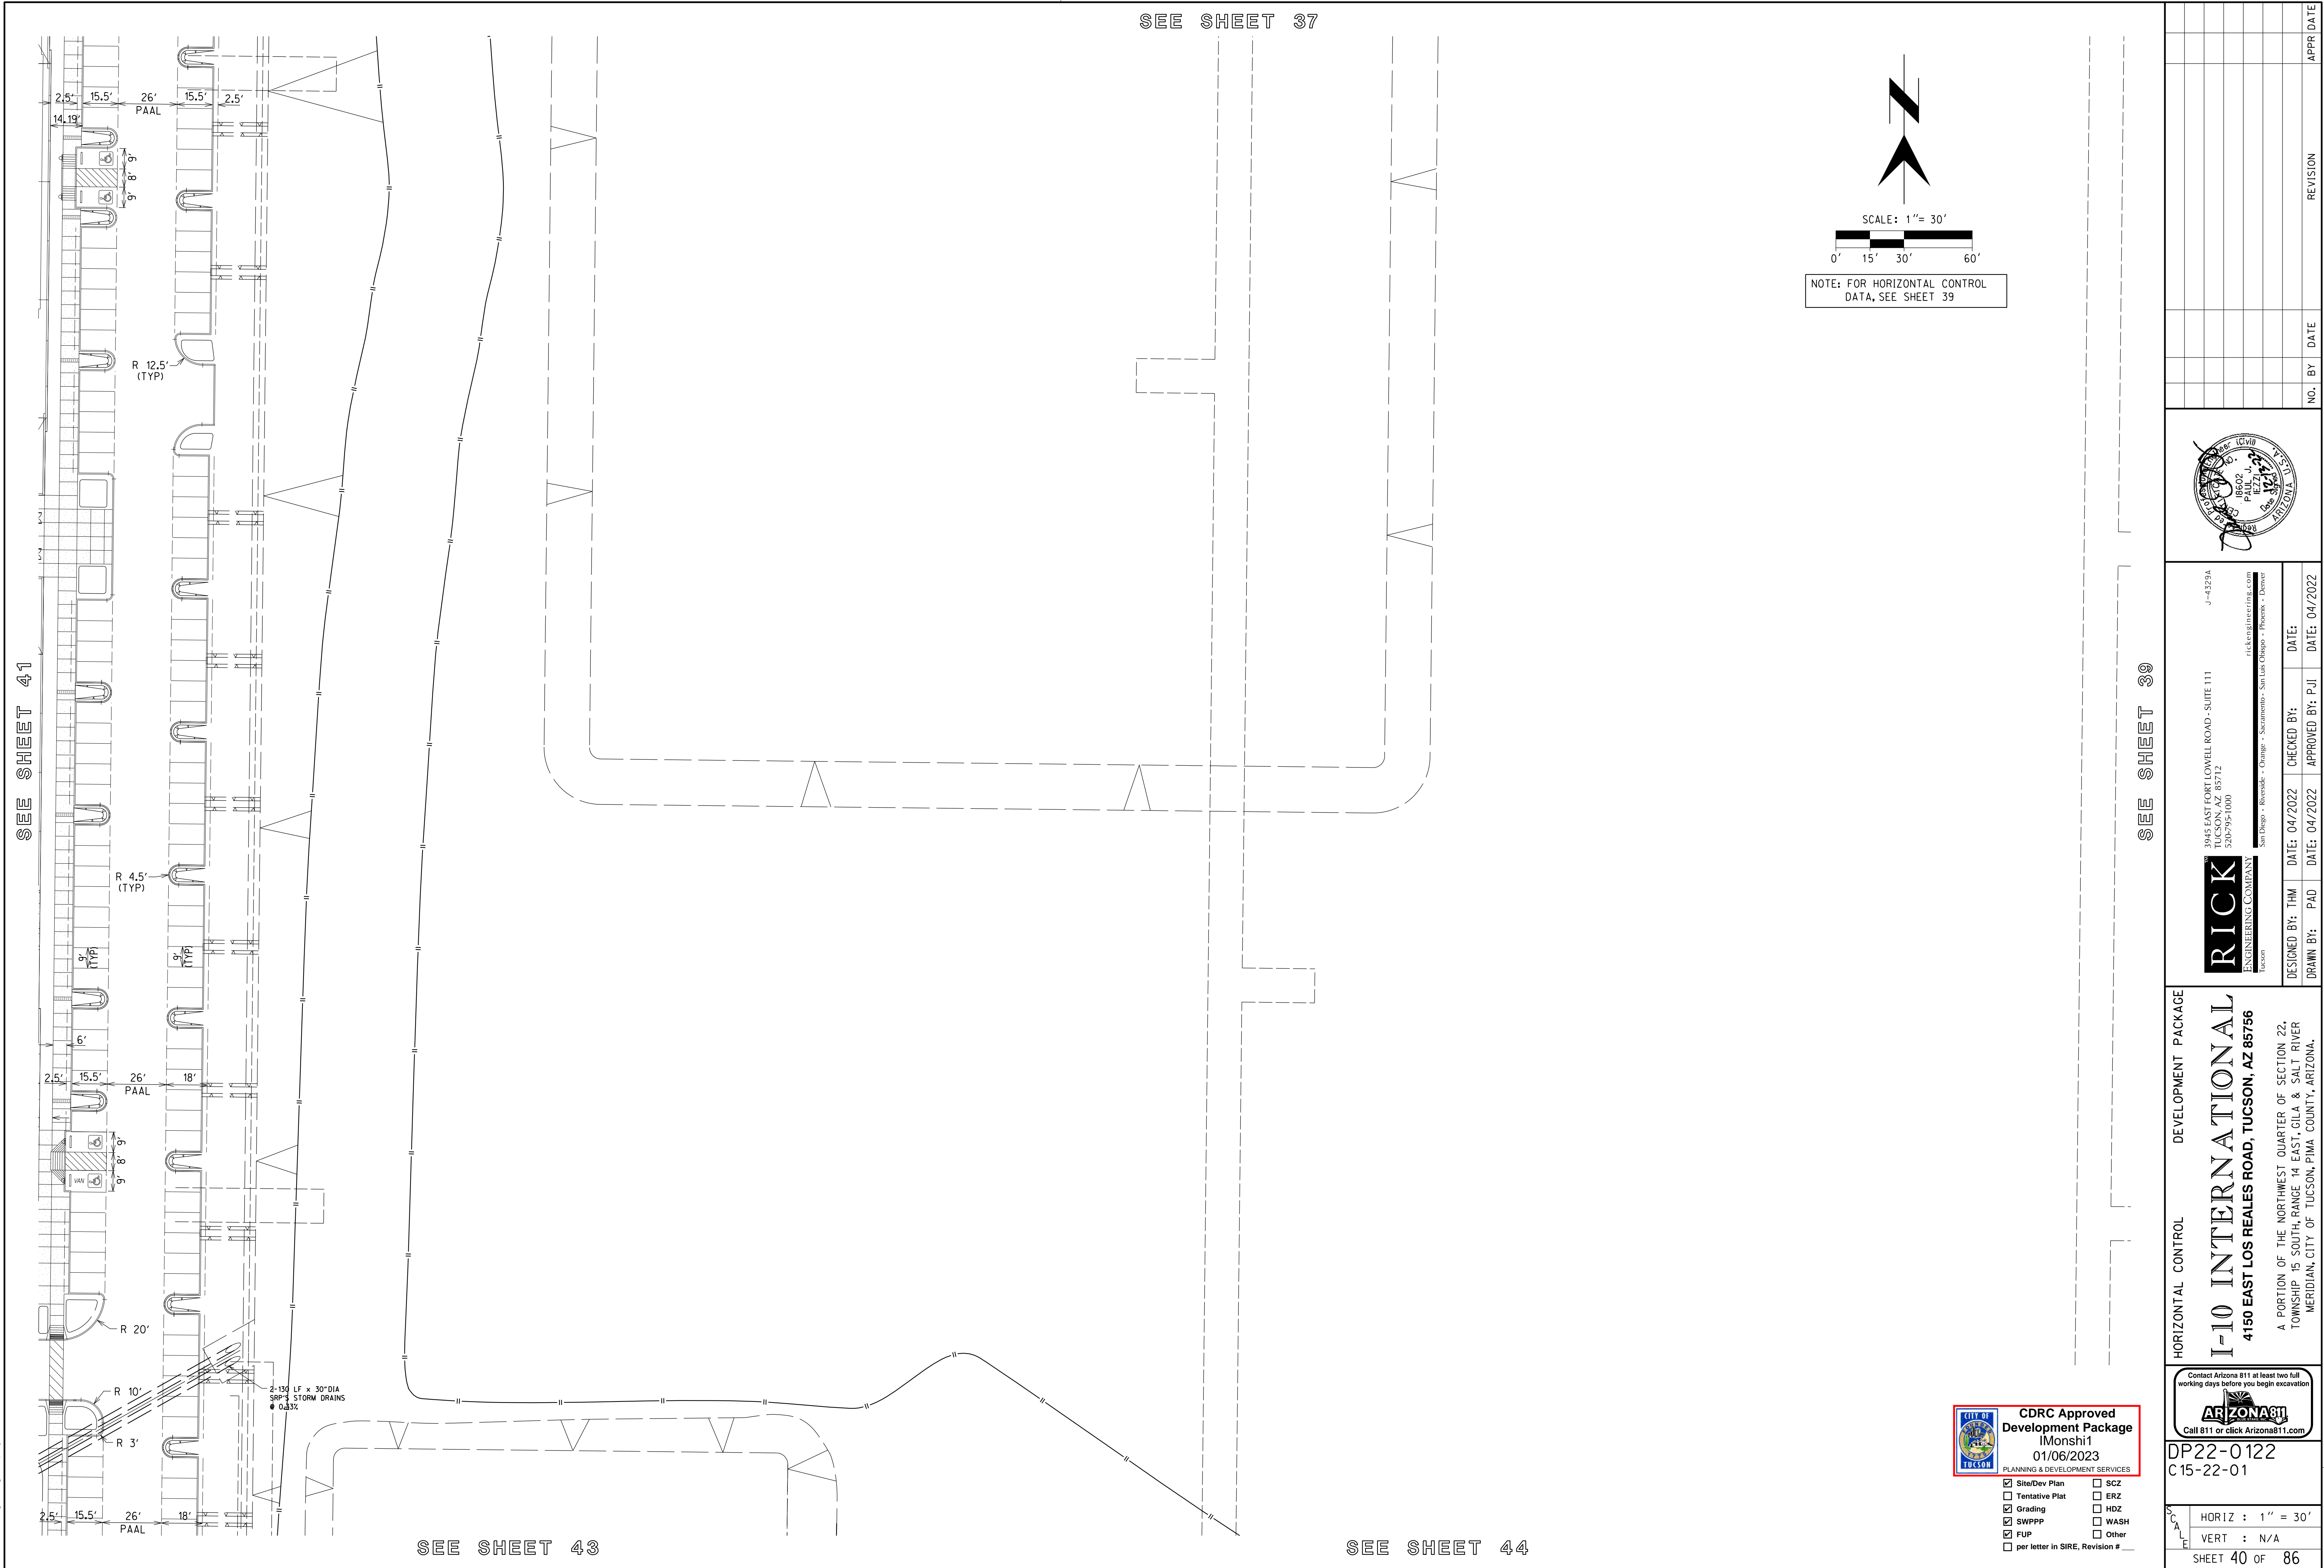 SEE SHEET 37
2.5'
15.5'
26'
PAAL
15.5'
2.5'
14.19'
9'
8'
9'
R 12.5'
(TYP)
SEE SHEET 41
R 4.5'
(TYP)
9'
(TYP)
9'
(TYP)
6'
2.5'
15.5'
26'
PAAL
18'
9'
8'
9'
VAN
R 20'
R 10'
R 3'
2-130 LF x 30"DIA
SRP'S STORM DRAINS
2.5'
15.5'
26'
PAAL
18'
SEE SHEET 43
SEE SHEET 44
N
SCALE: 1"= 30'
0' 15' 30' 60'
NOTE: FOR HORIZONTAL CONTROL
DATA, SEE SHEET 39
SEE SHEET 39
CITY OF
TUCSON
CDRC Approved
Development Package
IMonshi1
01/06/2023
PLANNING & DEVELOPMENT SERVICES
Site/Dev Plan
SCZ
Tentative Plat
ERZ
Grading
HDZ
SWPPP
WASH
FUP
Other
per letter in SIRE, Revision # ___
NO. BY DATE REVISION APPR DATE
18602
PAUL J.
IEZZI
Date Signed
ARIZONA U.S.A.
J-4329A
RICK
ENGINEERING COMPANY
Tucson
3945 EAST FORT LOWELL ROAD - SUITE 111
TUCSON, AZ 85712
520-795-1000
rickengineering.com
San Diego - Riverside - Orange - Sacramento - San Luis Obispo - Phoenix - Denver
DESIGNED BY: THM DATE: 04/2022 CHECKED BY: DATE:
DRAWN BY: PAD DATE: 04/2022 APPROVED BY: PJI DATE: 04/2022
HORIZONTAL CONTROL DEVELOPMENT PACKAGE
I-10 INTERNATIONAL
4150 EAST LOS REALES ROAD, TUCSON, AZ 85756
A PORTION OF THE NORTHWEST QUARTER OF SECTION 22,
TOWNSHIP 15 SOUTH, RANGE 14 EAST, GILA & SALT RIVER
MERIDIAN, CITY OF TUCSON, PIMA COUNTY, ARIZONA.
Contact Arizona 811 at least two full
working days before you begin excavation
ARIZONA811
Call 811 or click Arizona811.com
DP22-0122
C15-22-01
SCALE
HORIZ : 1" = 30'
VERT : N/A
SHEET 40 OF 86